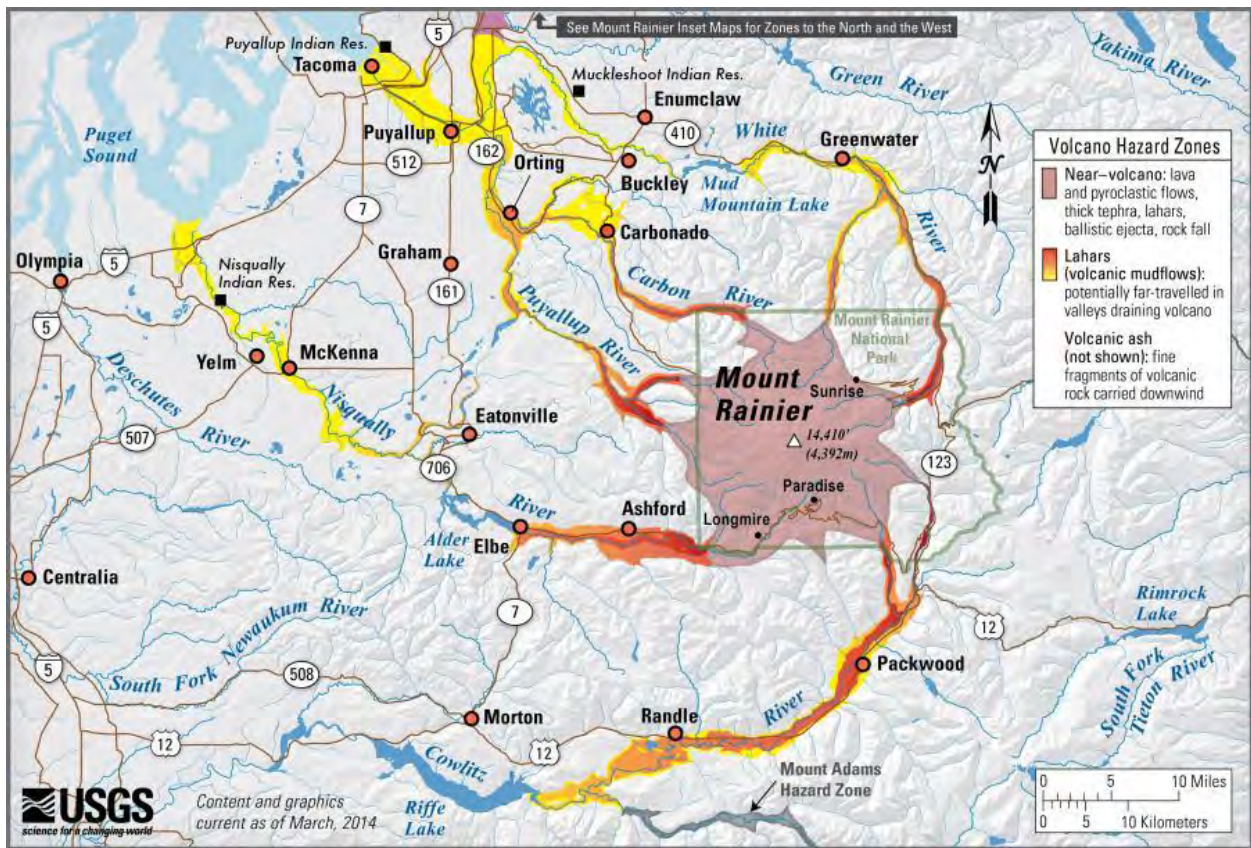 See Mount Rainier Inset Maps for Zones to the North and the West
5
Puyallup Indian Res.
Tacoma
Muckleshoot Indian Res.
Green River
Yakima River
Enumclaw
410
White
Greenwater
Puget
Sound
Puyallup
162
512
Orting
Buckley
Mud
Mountain Lake
River
7
Carbonado
Olympia
5
Graham
161
Nisqually
Indian Res.
Carbon River
Puyallup
River
5
Mount Rainier
National
Park
Yelm
McKenna
Mount
Rainier
Sunrise
Deschutes
River
Nisqually
Eatonville
14,410'
(4,392m)
507
706
123
Paradise
River
Ashford
Longmire
Alder
Lake
Elbe
Centralia
7
Rimrock
Lake
12
South Fork Newaukum River
5
508
Packwood
South Fork
Tieton River
Morton
Randle
River
12
12
Cowlitz
Riffe
Lake
Mount Adams
Hazard Zone
N
Volcano Hazard Zones
Near–volcano: lava
and pyroclastic flows,
thick tephra, lahars,
ballistic ejecta, rock fall
Lahars
(volcanic mudflows):
potentially far-travelled in
valleys draining volcano
Volcanic ash
(not shown): fine
fragments of volcanic
rock carried downwind
0 5 10 Miles
0 5 10 Kilometers
USGS
science for a changing world
Content and graphics
current as of March, 2014